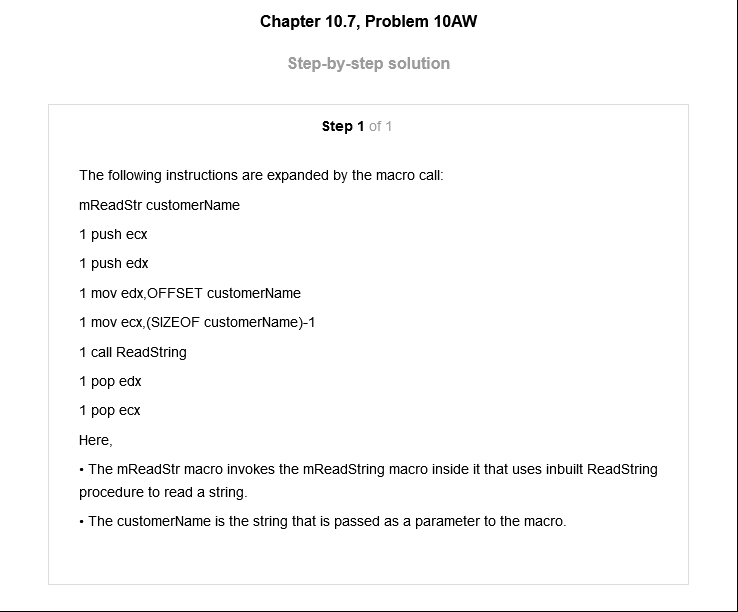 Chapter 10.7, Problem 10AW
Step-by-step solution
Step 1 of 1
The following instructions are expanded by the macro call:
mReadStr customerName
1 push ecx
1 push edx
1 mov edx,OFFSET customerName
1 mov ecx,(SIZEOF customerName)-1
1 call ReadString
1 pop edx
1 pop ecx
Here,
• The mReadStr macro invokes the mReadString macro inside it that uses inbuilt ReadString
procedure to read a string.
• The customerName is the string that is passed as a parameter to the macro.